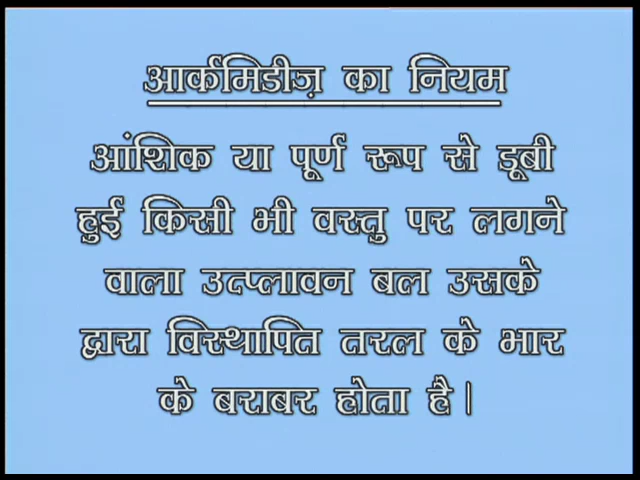 आर्कमिडीज़ का नियम
आंशिक या पूर्ण रूप से डूबी
हुई किसी भी वस्तु पर लगने
वाला उत्प्लावन बल उसके
द्वारा विस्थापित तरल के भार
के बराबर होता है।